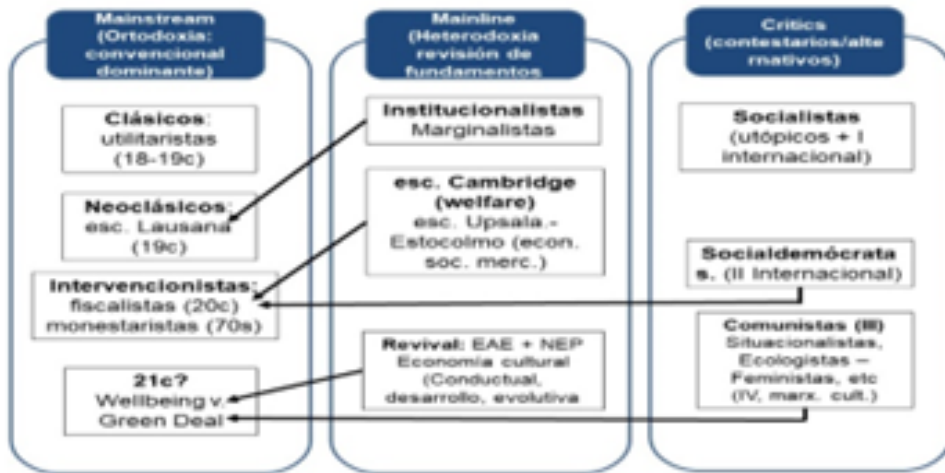 Mainstream
(Ortodoxia:
convencional
dominante)
Clásicos:
utilitaristas
(18-19c)
Neoclásicos:
esc. Lausana
(19c)
Intervencionistas:
fiscalistas (20c)
monestaristas (70s)
21c?
Wellbeing v.
Green Deal
Mainline
(Heterodoxia
revisión de
fundamentos
Institucionalistas
Marginalistas
esc. Cambridge
(welfare)
esc. Upsala.-
Estocolmo (econ.
soc. merc.)
Revival: EAE + NEP
Economía cultural
(Conductual,
desarrollo, evolutiva
Critics
(contestarios/alte
rnativos)
Socialistas
(utópicos + I
internacional)
Socialdemócrata
s. (II Internacional)
Comunistas (III)
Situacionalistas,
Ecologistas –
Feministas, etc
(IV, marx. cult.)